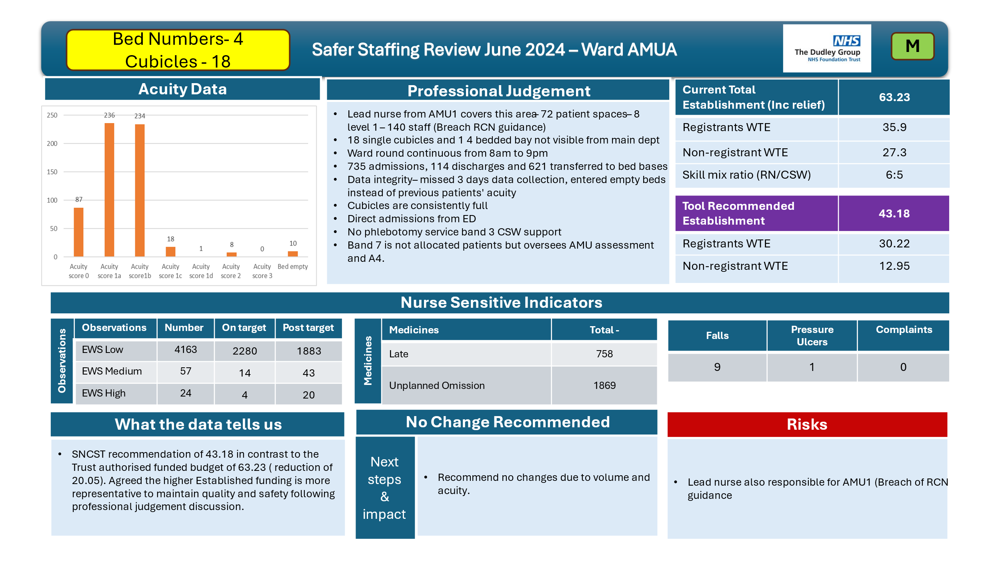 Bed Numbers- 4
Cubicles - 18
Safer Staffing Review June 2024 – Ward AMUA
NHS
The Dudley Group
NHS Foundation Trust
M
Acuity Data
250
200
150
100
50
0
87
236
234
18
1
8
0
10
Acuity score 0
Acuity score 1a
Acuity score1b
Acuity score 1c
Acuity score 1d
Acuity score 2
Acuity score 3
Bed empty
Professional Judgement
• Lead nurse from AMU1 covers this area– 72 patient spaces– 8
level 1 – 140 staff (Breach RCN guidance)
• 18 single cubicles and 1 4 bedded bay not visible from main dept
• Ward round continuous from 8am to 9pm
• 735 admissions, 114 discharges and 621 transferred to bed bases
• Data integrity– missed 3 days data collection, entered empty beds
instead of previous patients' acuity
• Cubicles are consistently full
• Direct admissions from ED
• No phlebotomy service band 3 CSW support
• Band 7 is not allocated patients but oversees AMU assessment
and A4.
Current Total
Establishment (Inc relief) 63.23
Registrants WTE 35.9
Non-registrant WTE 27.3
Skill mix ratio (RN/CSW) 6:5
Tool Recommended
Establishment 43.18
Registrants WTE 30.22
Non-registrant WTE 12.95
Nurse Sensitive Indicators
Observations
Observations Number On target Post target
EWS Low 4163 2280 1883
EWS Medium 57 14 43
EWS High 24 4 20
Medicines
Medicines Total -
Late 758
Unplanned Omission 1869
Falls Pressure Ulcers Complaints
9 1 0
What the data tells us
• SNCST recommendation of 43.18 in contrast to the
Trust authorised funded budget of 63.23 ( reduction of
20.05). Agreed the higher Established funding is more
representative to maintain quality and safety following
professional judgement discussion.
No Change Recommended
Next
steps
&
impact
• Recommend no changes due to volume and
acuity.
Risks
• Lead nurse also responsible for AMU1 (Breach of RCN
guidance